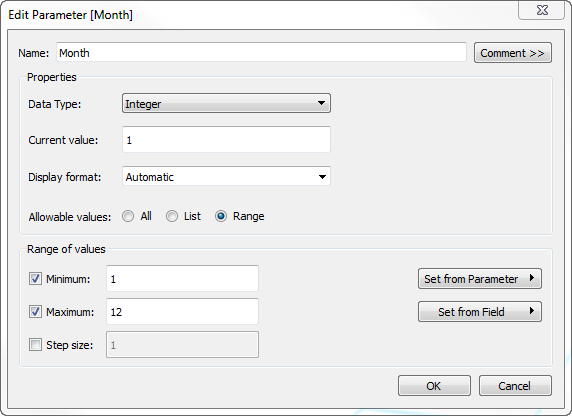 Edit Parameter [Month]
Name: Month Comment >>
Properties
Data Type: Integer
Current value: 1
Display format: Automatic
Allowable values: All List Range
Range of values
Minimum: 1 Set from Parameter
Maximum: 12 Set from Field
Step size: 1
OK Cancel